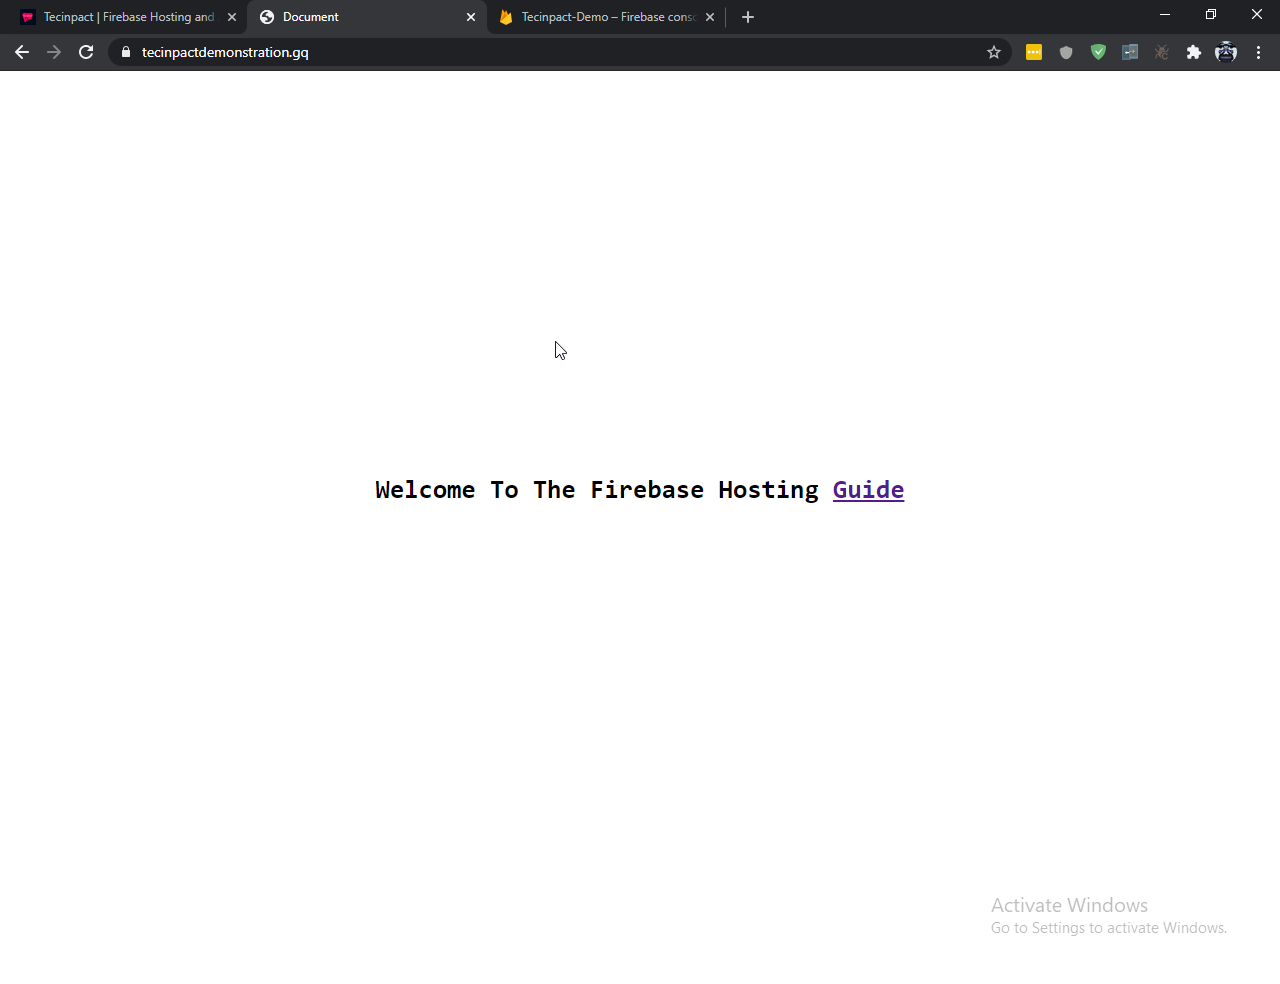 Tecinpact | Firebase Hosting and
Document
Tecinpact-Demo – Firebase conso
tecinpactdemonstration.gq
Welcome To The Firebase Hosting Guide
Activate Windows
Go to Settings to activate Windows.